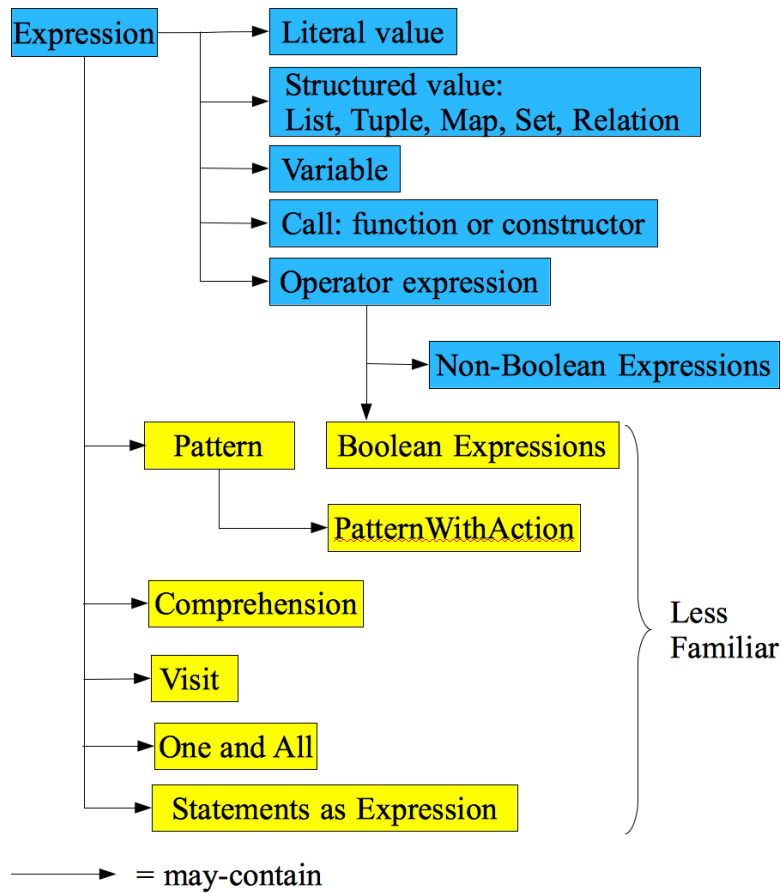 Expression
Literal value
Structured value:
List, Tuple, Map, Set, Relation
Variable
Call: function or constructor
Operator expression
Non-Boolean Expressions
Pattern
Boolean Expressions
PatternWithAction
Comprehension
Less
Familiar
Visit
One and All
Statements as Expression
= may-contain